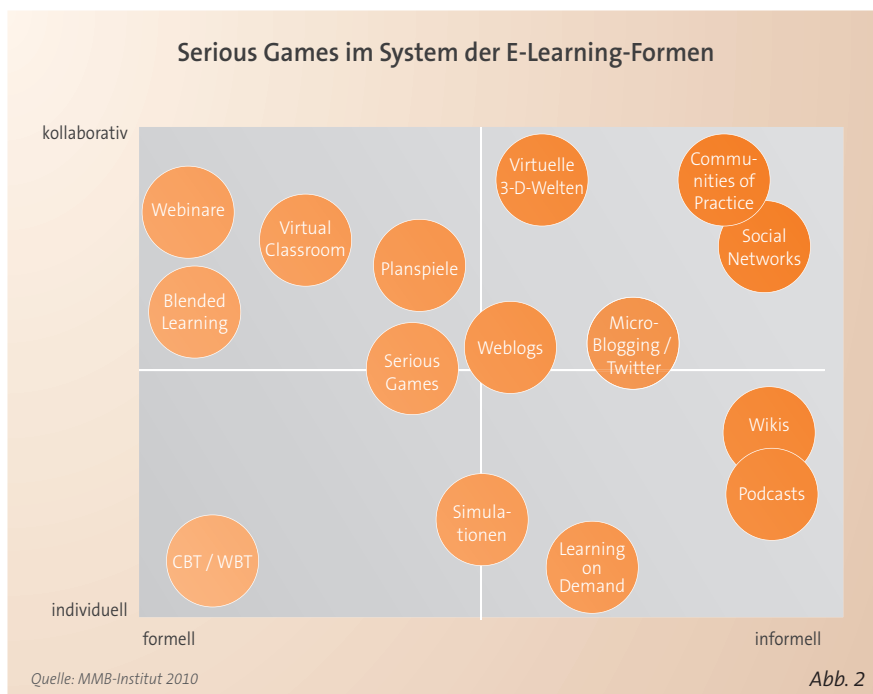 Serious Games im System der E-Learning-Formen
kollaborativ
Webinare
Virtual
Classroom
Planspiele
Blended
Learning
Serious
Games
Virtuelle
3-D-Welten
Commu-
nities of
Practice
Social
Networks
Weblogs
Micro-
Blogging /
Twitter
Wikis
Podcasts
CBT / WBT
Simula-
tionen
Learning
on
Demand
individuell
formell
informell
Quelle: MMB-Institut 2010
Abb. 2